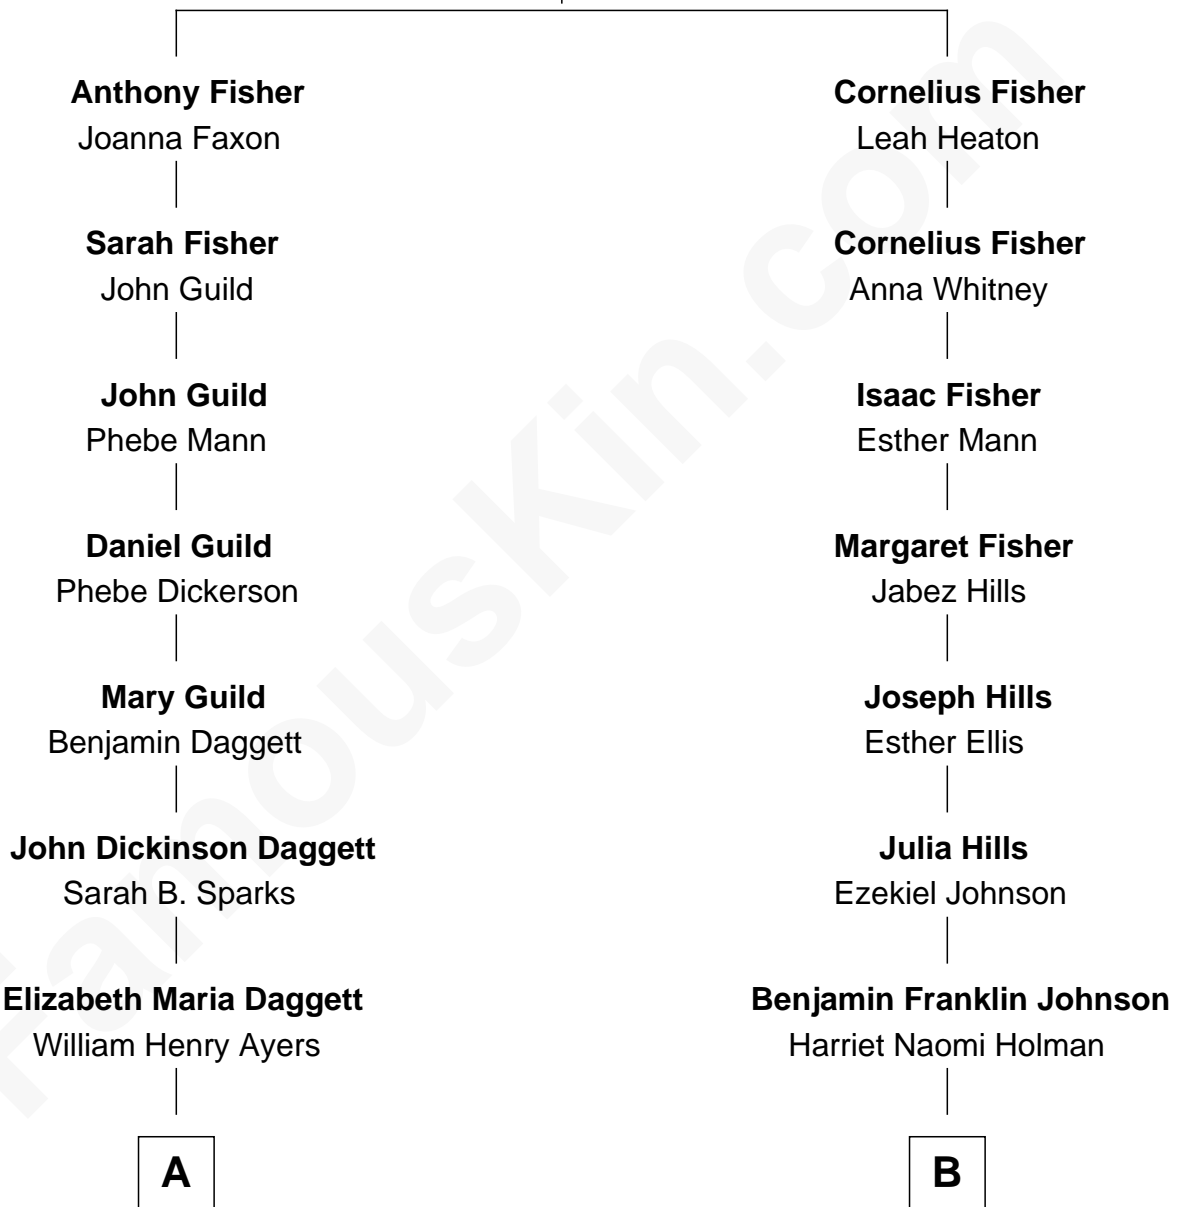 Anthony Fisher
Joanna Faxon
Cornelius Fisher
Leah Heaton
Sarah Fisher
John Guild
Cornelius Fisher
Anna Whitney
John Guild
Phebe Mann
Isaac Fisher
Esther Mann
Daniel Guild
Phebe Dickerson
Margaret Fisher
Jabez Hills
Mary Guild
Benjamin Daggett
Joseph Hills
Esther Ellis
John Dickinson Daggett
Sarah B. Sparks
Julia Hills
Ezekiel Johnson
Elizabeth Maria Daggett
William Henry Ayers
Benjamin Franklin Johnson
Harriet Naomi Holman
A
B
FamousKin.com